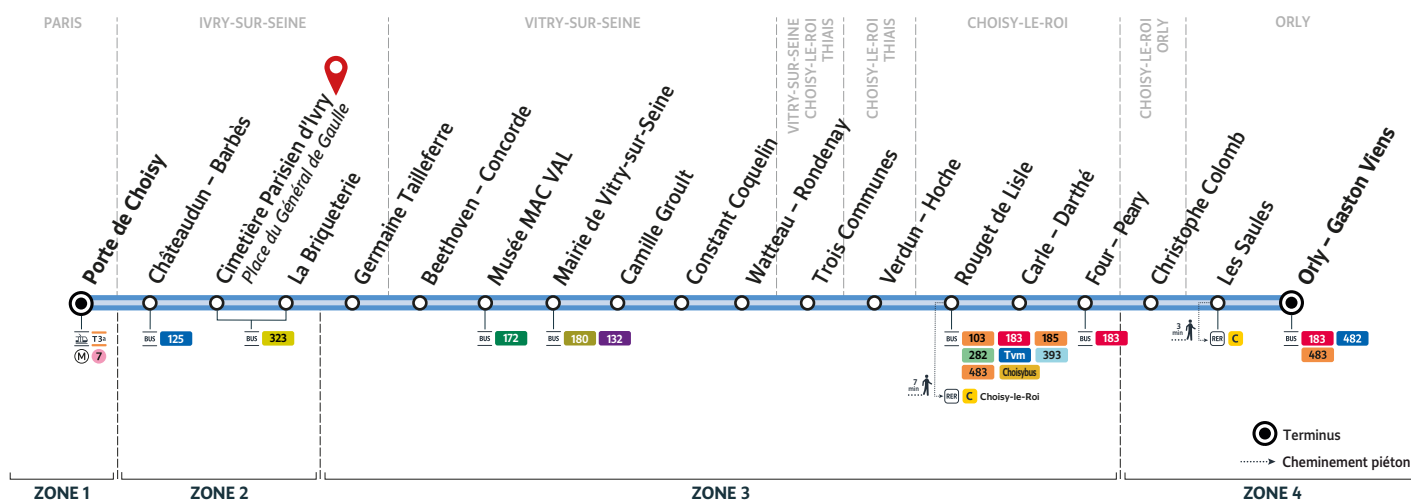 PARIS
IVRY-SUR-SEINE
VITRY-SUR-SEINE
VITRY-SUR-SEINE
CHOISY-LE-ROI
THIAIS
CHOISY-LE-ROI
THIAIS
CHOISY-LE-ROI
CHOISY-LE-ROI
ORLY
ORLY
Porte de Choisy
Châteaudun – Barbès
Cimetière Parisien d'Ivry
Place du Général de Gaulle
La Briqueterie
Germaine Tailleferre
Beethoven – Concorde
Musée MAC VAL
Mairie de Vitry-sur-Seine
Camille Groult
Constant Coquelin
Watteau – Rondenay
Trois Communes
Verdun – Hoche
Rouget de Lisle
Carle – Darthé
Four – Peary
Christophe Colomb
Les Saules
Orly – Gaston Viens
T3a
M 7
BUS 125
BUS 323
BUS 172
BUS 180 132
BUS 103 183 185
282 Tvm 393
483 Choisybus
7 min
RER C Choisy-le-Roi
BUS 183
3 min
RER C
BUS 183 482
483
Terminus
Cheminement piéton
ZONE 1
ZONE 2
ZONE 3
ZONE 4